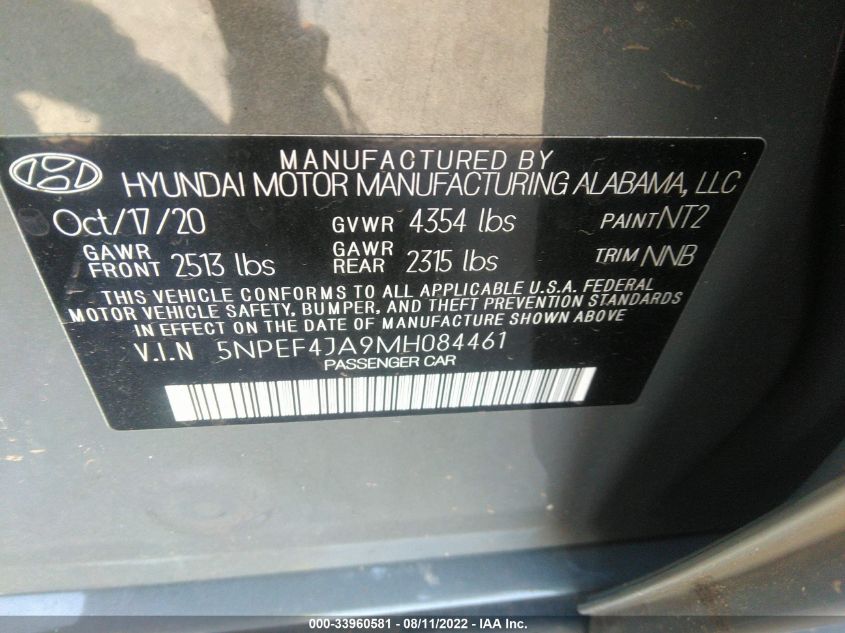 MANUFACTURED BY
HYUNDAI MOTOR MANUFACTURING ALABAMA, LLC
Oct/17/20 GVWR 4354 lbs PAINT NT2
GAWR FRONT 2513 lbs GAWR REAR 2315 lbs TRIM NNB
THIS VEHICLE CONFORMS TO ALL APPLICABLE U.S.A. FEDERAL
MOTOR VEHICLE SAFETY, BUMPER, AND THEFT PREVENTION STANDARDS
IN EFFECT ON THE DATE OF MANUFACTURE SHOWN ABOVE.
V.I.N 5NPEF4JA9MH084461
PASSENGER CAR
000-33960581 - 08/11/2022 - IAA Inc.